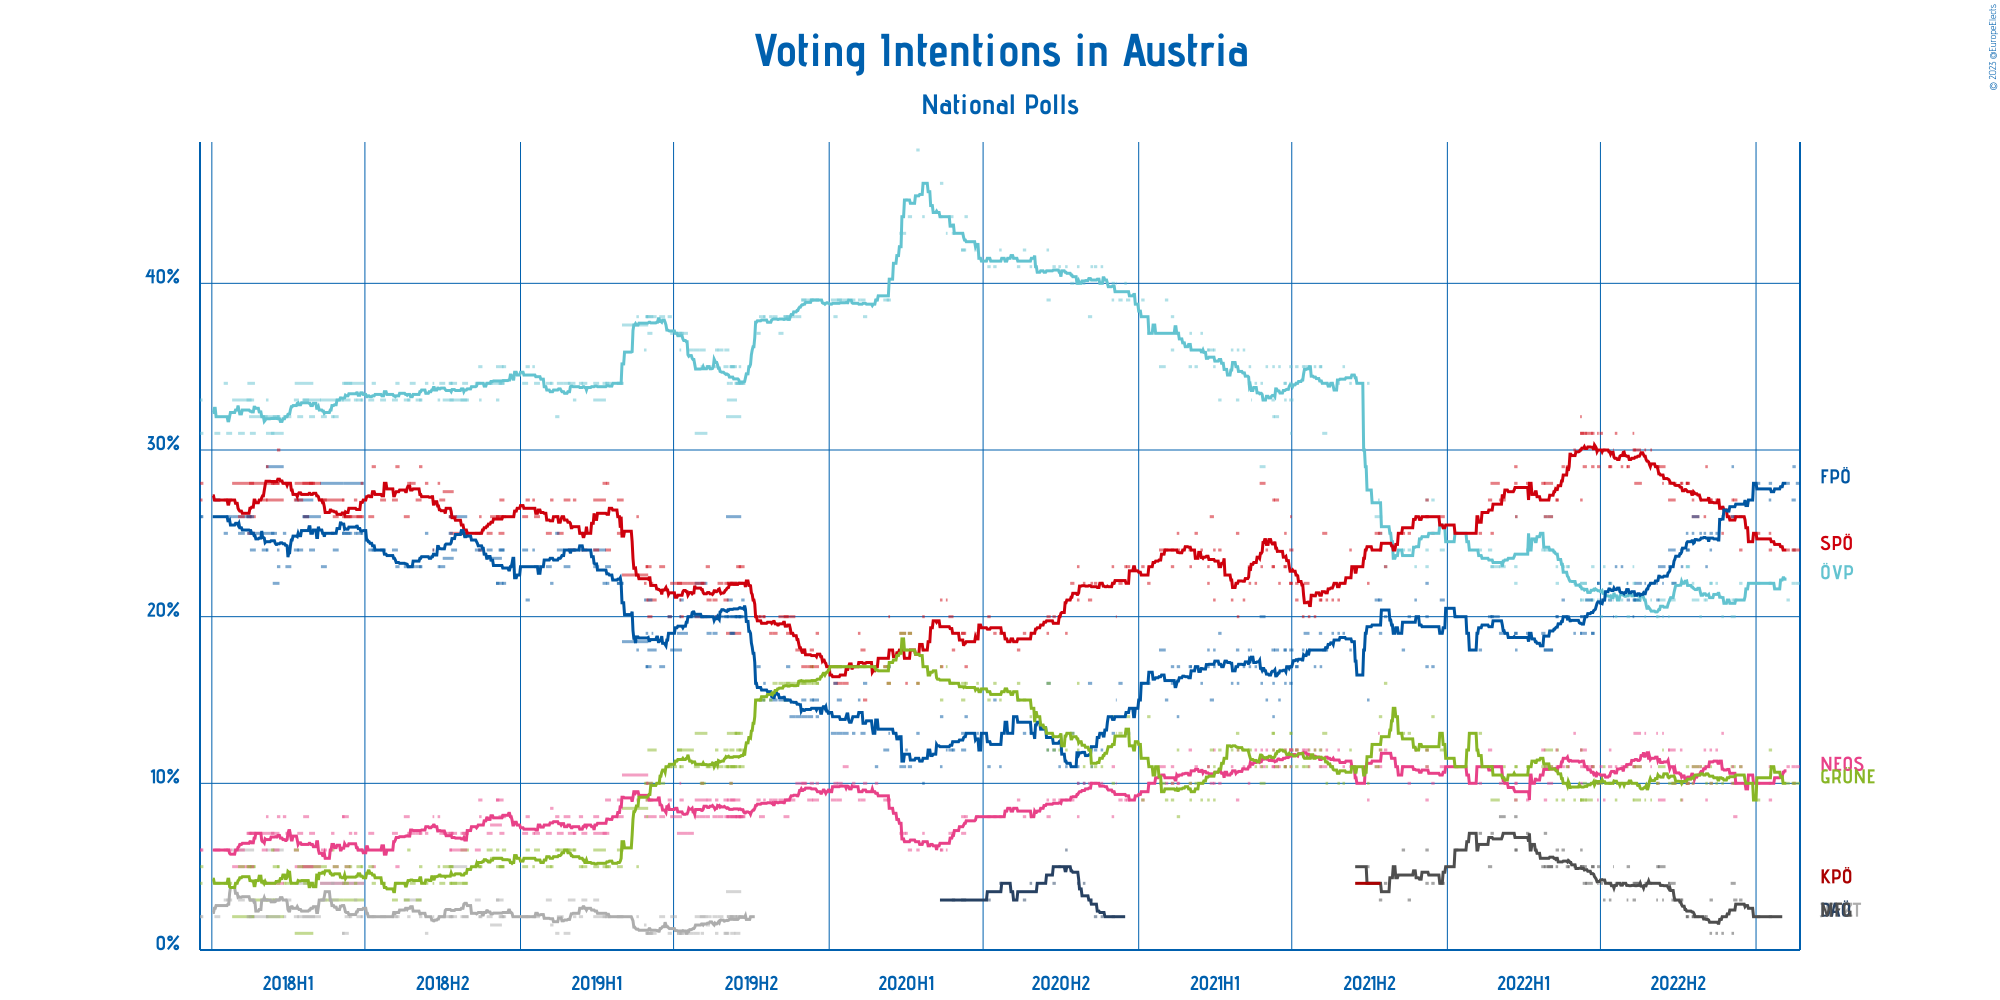 Voting Intentions in Austria
National Polls
© 2023 @EuropeElects
40%
30%
20%
10%
0%
FPÖ
SPÖ
ÖVP
NEOS
GRÜNE
KPÖ
2018H1 2018H2 2019H1 2019H2 2020H1 2020H2 2021H1 2021H2 2022H1 2022H2